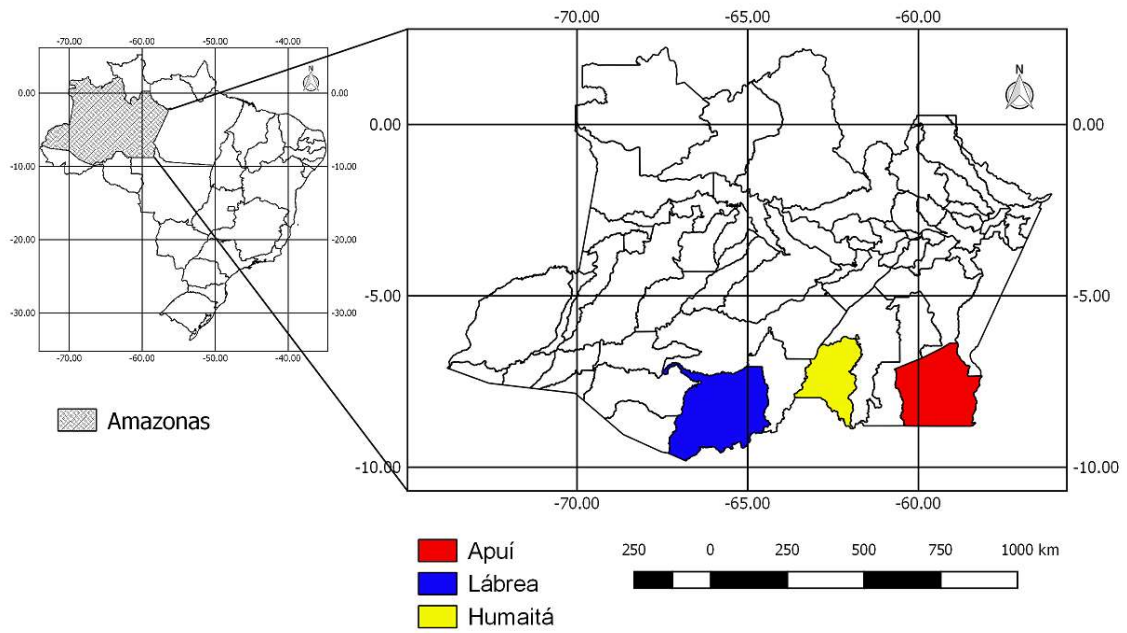 -70.00 -60.00 -50.00 -40.00
N
0.00 0.00
-10.00 -10.00
-20.00 -20.00
-30.00 -30.00
-70.00 -60.00 -50.00 -40.00
Amazonas
-70.00 -65.00 -60.00
N
0.00 0.00
-5.00 -5.00
-10.00 -10.00
-70.00 -65.00 -60.00
Apuí
Lábrea
Humaitá
250 0 250 500 750 1000 km